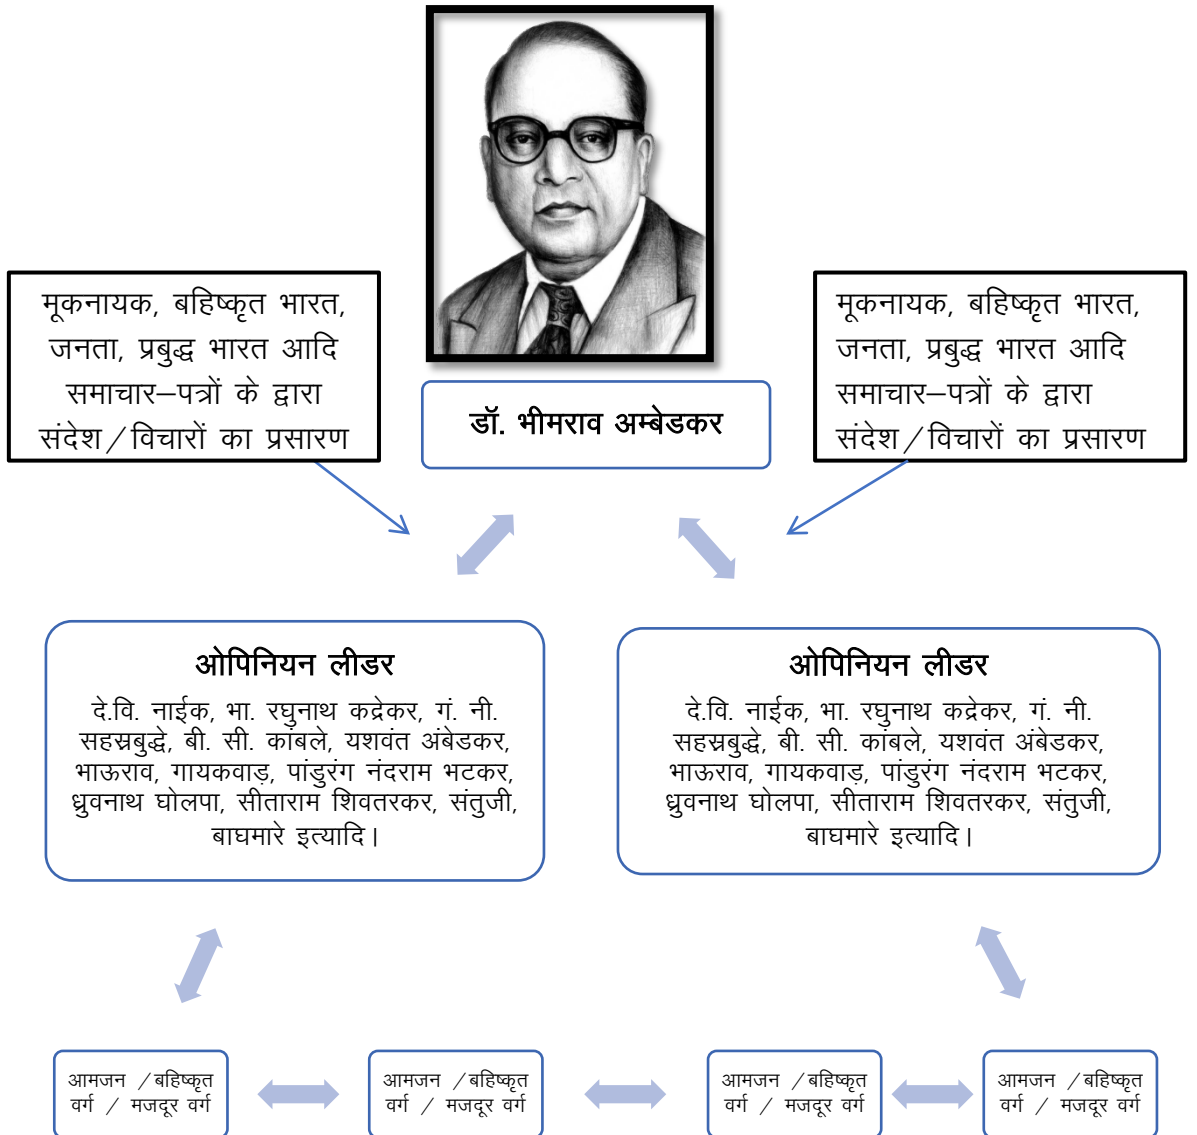 मूकनायक, बहिष्कृत भारत,
जनता, प्रबुद्ध भारत आदि
समाचार–पत्रों के द्वारा
संदेश ⁄ विचारों का प्रसारण
मूकनायक, बहिष्कृत भारत,
जनता, प्रबुद्ध भारत आदि
समाचार–पत्रों के द्वारा
संदेश ⁄ विचारों का प्रसारण
डॉ. भीमराव अम्बेडकर
ओपिनियन लीडर
दे.वि. नाईक, भा. रघुनाथ कद्रेकर, गं. नी.
सहस्रबुद्धे, बी. सी. कांबले, यशवंत अंबेडकर,
भाऊराव, गायकवाड़, पांडुरंग नंदराम भटकर,
ध्रुवनाथ घोलपा, सीताराम शिवतरकर, संतुजी,
बाघमारे इत्यादि।
ओपिनियन लीडर
दे.वि. नाईक, भा. रघुनाथ कद्रेकर, गं. नी.
सहस्रबुद्धे, बी. सी. कांबले, यशवंत अंबेडकर,
भाऊराव, गायकवाड़, पांडुरंग नंदराम भटकर,
ध्रुवनाथ घोलपा, सीताराम शिवतरकर, संतुजी,
बाघमारे इत्यादि।
आमजन ⁄ बहिष्कृत
वर्ग ⁄ मजदूर वर्ग
आमजन ⁄ बहिष्कृत
वर्ग ⁄ मजदूर वर्ग
आमजन ⁄ बहिष्कृत
वर्ग ⁄ मजदूर वर्ग
आमजन ⁄ बहिष्कृत
वर्ग ⁄ मजदूर वर्ग